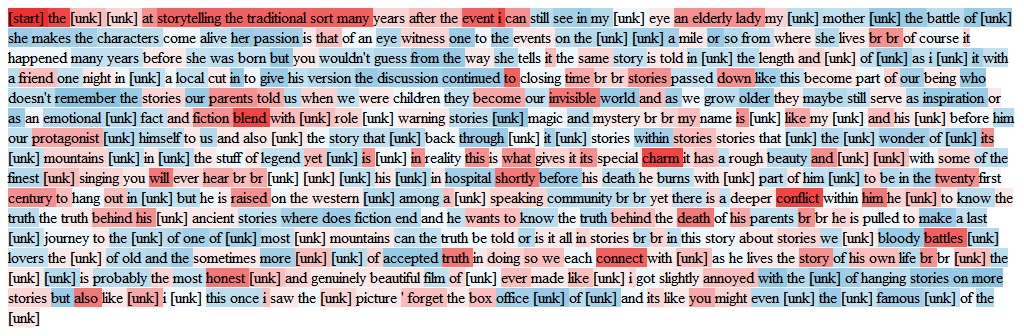 [start] the [unk] [unk] at storytelling the traditional sort many years after the event i can still see in my [unk] eye an elderly lady my [unk] mother [unk] the battle of [unk]
she makes the characters come alive her passion is that of an eye witness one to the events on the [unk] [unk] a mile or so from where she lives br br of course it
happened many years before she was born but you wouldn't guess from the way she tells it the same story is told in [unk] the length and [unk] of [unk] as i [unk] it with
a friend one night in [unk] a local cut in to give his version the discussion continued to closing time br br stories passed down like this become part of our being who
doesn't remember the stories our parents told us when we were children they become our invisible world and as we grow older they maybe still serve as inspiration or
as an emotional [unk] fact and fiction blend with [unk] role [unk] warning stories [unk] magic and mystery br br my name is [unk] like my [unk] and his [unk] before him
our protagonist [unk] himself to us and also [unk] the story that [unk] back through [unk] it [unk] stories within stories stories that [unk] the [unk] wonder of [unk] its
[unk] mountains [unk] in [unk] the stuff of legend yet [unk] is [unk] in reality this is what gives it its special charm it has a rough beauty and [unk] [unk] with some of the
finest [unk] singing you will ever hear br br [unk] [unk] [unk] his [unk] in hospital shortly before his death he burns with [unk] part of him [unk] to be in the twenty first
century to hang out in [unk] but he is raised on the western [unk] among a [unk] speaking community br br yet there is a deeper conflict within him he [unk] to know the
truth the truth behind his [unk] ancient stories where does fiction end and he wants to know the truth behind the death of his parents br br he is pulled to make a last
[unk] journey to the [unk] of one of [unk] most [unk] mountains can the truth be told or is it all in stories br br in this story about stories we [unk] bloody battles [unk]
lovers the [unk] of old and the sometimes more [unk] [unk] of accepted truth in doing so we each connect with [unk] as he lives the story of his own life br br [unk] the
[unk] [unk] is probably the most honest [unk] and genuinely beautiful film of [unk] ever made like [unk] i got slightly annoyed with the [unk] of hanging stories on more
stories but also like [unk] i [unk] this once i saw the [unk] picture ' forget the box office [unk] of [unk] and its like you might even [unk] the [unk] famous [unk] of the
[unk]